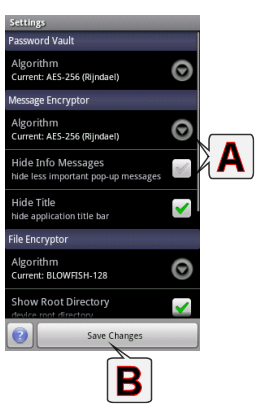 Settings
Password Vault
Algorithm
Current: AES-256 (Rijndael)
Message Encryptor
Algorithm
Current: AES-256 (Rijndael)
Hide Info Messages
hide less important pop-up messages
Hide Title
hide application title bar
File Encryptor
Algorithm
Current: BLOWFISH-128
Show Root Directory
device root directory
? Save Changes
A
B